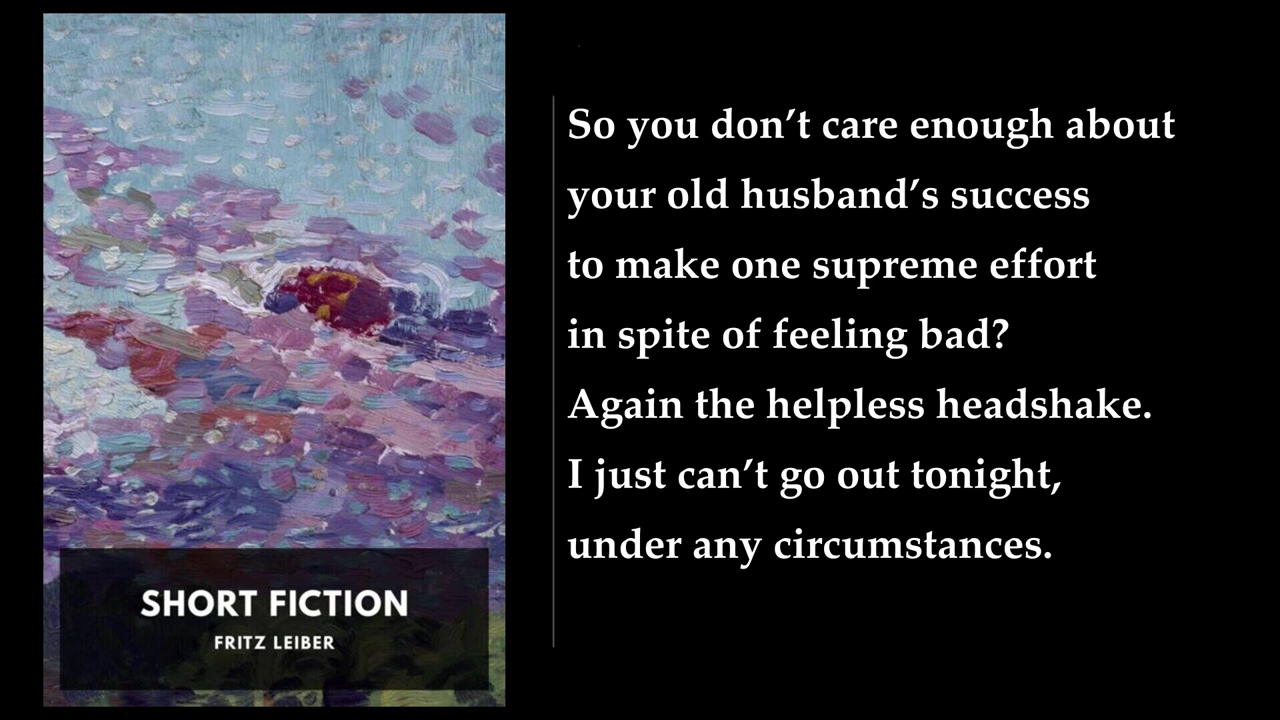 SHORT FICTION
FRITZ LEIBER
So you don’t care enough about
your old husband’s success
to make one supreme effort
in spite of feeling bad?
Again the helpless headshake.
I just can’t go out tonight,
under any circumstances.